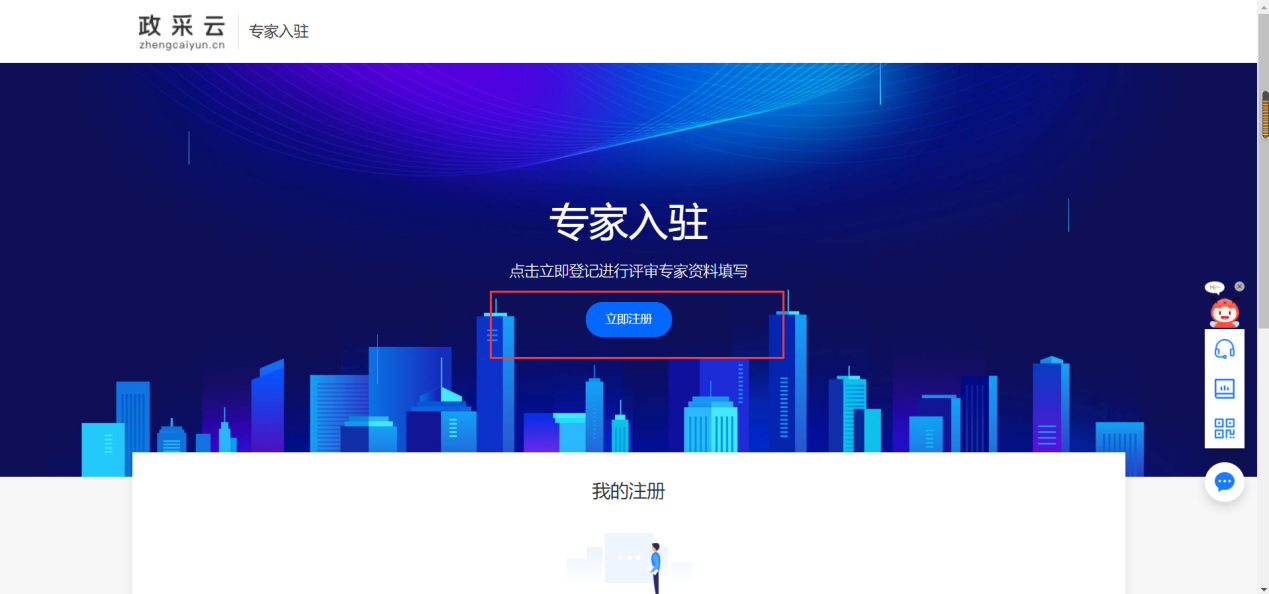 政采云
zhengcaiyun.cn
专家入驻
专家入驻
点击立即登记进行评审专家资料填写
立即注册
Hi~
我的注册